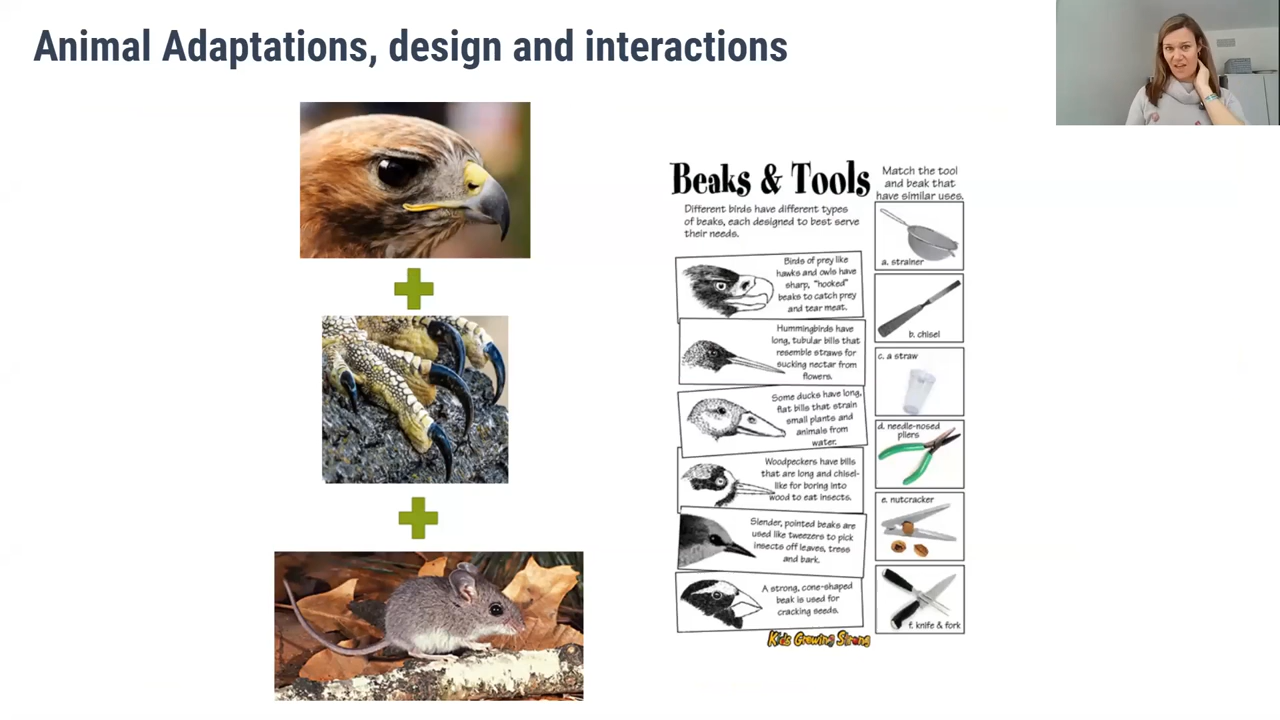 Animal Adaptations, design and interactions
Beaks & Tools
Different birds have different types
of beaks, each designed to best serve
their needs.
Match the tool
and beak that
have similar uses.
Birds of prey like
hawks and owls have
sharp, "hooked"
beaks to catch prey
and tear meat.
Hummingbirds have
long, tubular bills that
resemble straws for
sucking nectar from
flowers.
Some ducks have long,
flat bills that strain
small plants and
animals from
water.
Woodpeckers have bills
that are long and chisel-
like for boring into
wood to eat insects.
Slender, pointed beaks are
used like tweezers to pick
insects off leaves, trees
and bark.
A strong, cone-shaped
beak is used for
cracking seeds.
Kids Growing Strong
a. strainer
b. chisel
c. a straw
d. needle-nosed
pliers
e. nutcracker
f. knife & fork